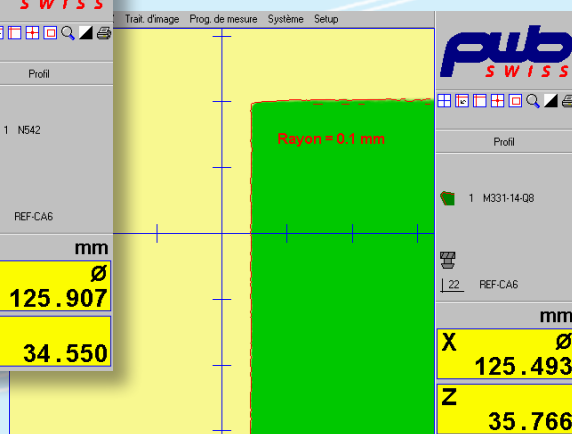 SWISS
Trait. d'image Prog. de mesure Système Setup
Profil
1 N542
REF-CA6
mm
Ø
125.907
34.550
Rayon = 0.1 mm
pwb
SWISS
Profil
1 M331-14-Q8
22 REF-CA6
mm
X Ø
125.493
Z
35.766